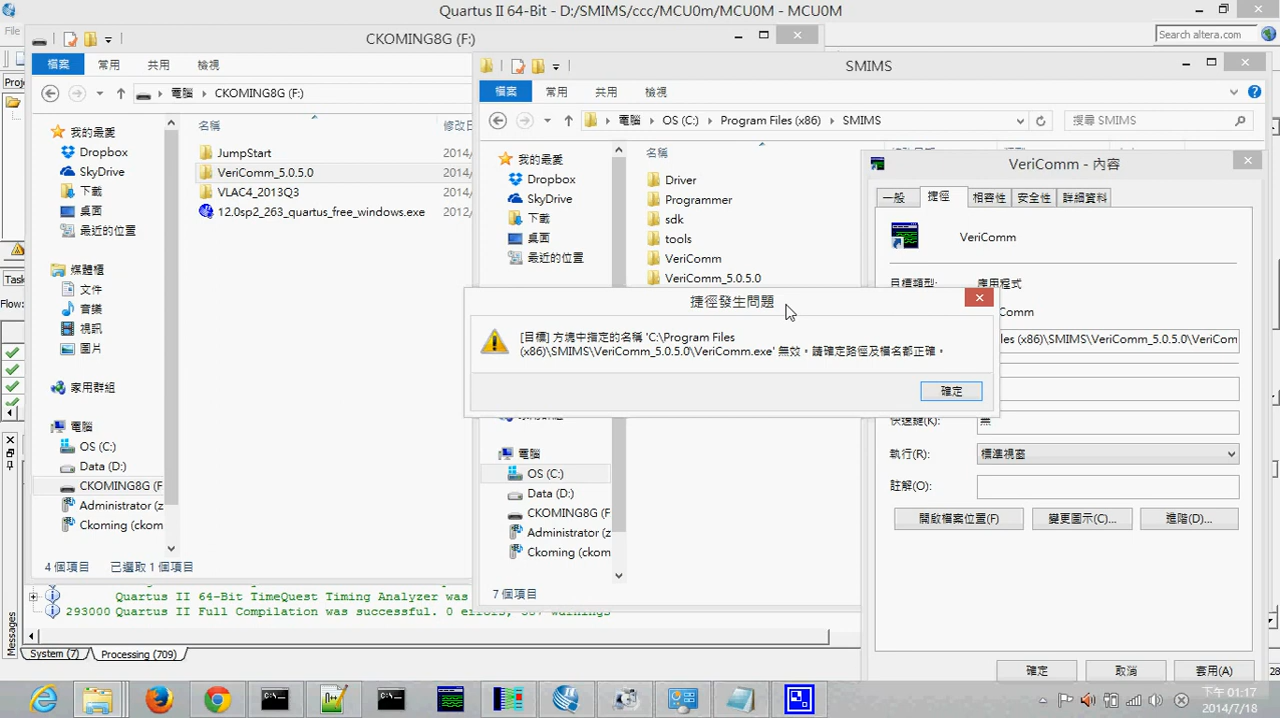 Quartus II 64-Bit - D:/SMIMS/ccc/MCU0m/MCU0M - MCU0M
File
Search altera.com
Proj
Task
Flow:
CKOMING8G (F:)
檔案 常用 共用 檢視
電腦 CKOMING8G (F:)
我的最愛
Dropbox
SkyDrive
下載
桌面
最近的位置
媒體櫃
文件
音樂
視訊
圖片
家用群組
電腦
OS (C:)
Data (D:)
CKOMING8G (F
Administrator (z
Ckoming (ckom
名稱 修改日
JumpStart 2014/
VeriComm_5.0.5.0 2014/
VLAC4_2013Q3 2014/
12.0sp2_263_quartus_free_windows.exe 2012/
4 個項目 已選取 1 個項目
SMIMS
檔案 常用 共用 檢視
電腦 OS (C:) Program Files (x86) SMIMS
搜尋 SMIMS
我的最愛
Dropbox
SkyDrive
下載
桌面
最近的位置
電腦
OS (C:)
Data (D:)
CKOMING8G (F
Administrator (z
Ckoming (ckom
名稱
Driver
Programmer
sdk
tools
VeriComm
VeriComm_5.0.5.0
7 個項目
VeriComm - 內容
一般 捷徑 相容性 安全性 詳細資料
VeriComm
目標類型: 應用程式
omm
les (x86)\SMIMS\VeriComm_5.0.5.0\VeriCom
快速鍵(K): 無
執行(R): 標準視窗
註解(O):
開啟檔案位置(F) 變更圖示(C)... 進階(D)...
確定 取消 套用(A)
捷徑發生問題
[目標] 方塊中指定的名稱 'C:\Program Files
(x86)\SMIMS\VeriComm_5.0.5.0\VeriComm.exe' 無效。請確定路徑及檔名都正確。
確定
Quartus II 64-Bit TimeQuest Timing Analyzer was
293000 Quartus II Full Compilation was successful. 0 errors, 587 warnings
Messages
System (7) Processing (709)
下午 01:17
2014/7/18